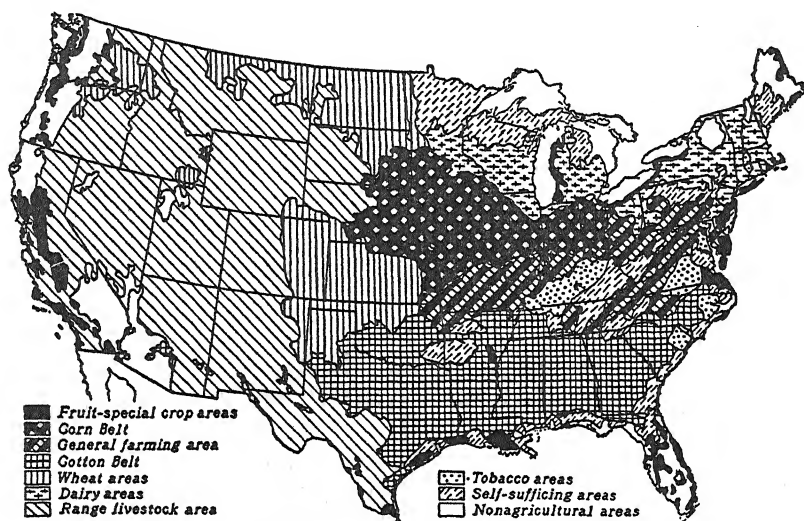 Fruit-special crop areas
Corn Belt
General farming area
Cotton Belt
Wheat areas
Dairy areas
Range livestock area
Tobacco areas
Self-sufficing areas
Nonagricultural areas